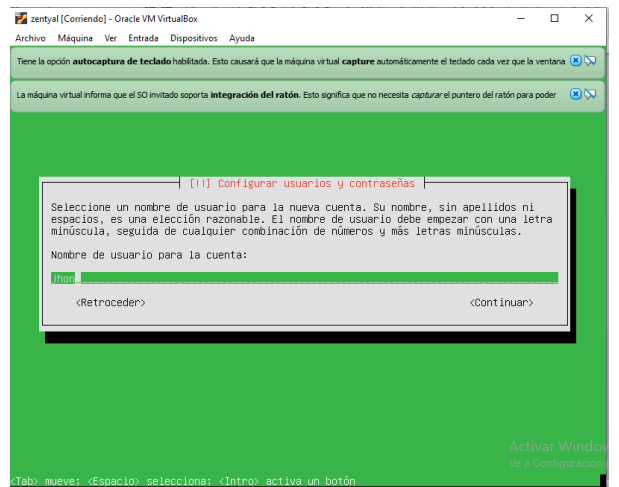 zentyal [Corriendo] - Oracle VM VirtualBox
Archivo Máquina Ver Entrada Dispositivos Ayuda
Tiene la opción autocaptura de teclado habilitada. Esto causará que la máquina virtual capture automáticamente el teclado cada vez que la ventana
La máquina virtual informa que el SO invitado soporta integración del ratón. Esto significa que no necesita capturar el puntero del ratón para poder
[!!] Configurar usuarios y contraseñas
Seleccione un nombre de usuario para la nueva cuenta. Su nombre, sin apellidos ni
espacios, es una elección razonable. El nombre de usuario debe empezar con una letra
minúscula, seguida de cualquier combinación de números y más letras minúsculas.
Nombre de usuario para la cuenta:
jhon
<Retroceder> <Continuar>
Activar Window
Ve a Configuración
<Tab> mueve; <Espacio> selecciona; <Intro> activa un botón